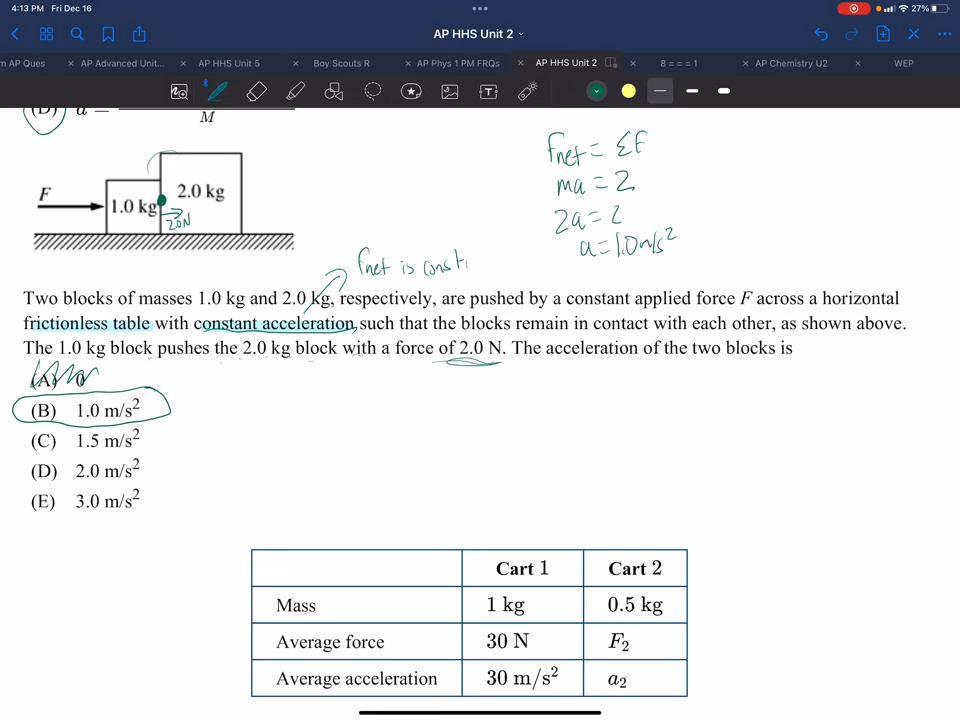 4:13 PM Fri Dec 16
27%
AP HHS Unit 2
m AP Ques
AP Advanced Unit...
AP HHS Unit 5
Boy Scouts R
AP Phys 1 PM FRQs
AP HHS Unit 2
8 = = = 1
AP Chemistry U2
WEP
(D) a =
M
F
1.0 kg
2.0 kg
2.0N
Fnet = ΣF
ma = 2
2a = 2
a = 1.0 m/s²
Fnet is const.
Two blocks of masses 1.0 kg and 2.0 kg, respectively, are pushed by a constant applied force F across a horizontal
frictionless table with constant acceleration such that the blocks remain in contact with each other, as shown above.
The 1.0 kg block pushes the 2.0 kg block with a force of 2.0 N. The acceleration of the two blocks is
(A) 0
(B) 1.0 m/s²
(C) 1.5 m/s²
(D) 2.0 m/s²
(E) 3.0 m/s²
Cart 1 Cart 2
Mass 1 kg 0.5 kg
Average force 30 N F₂
Average acceleration 30 m/s² a₂